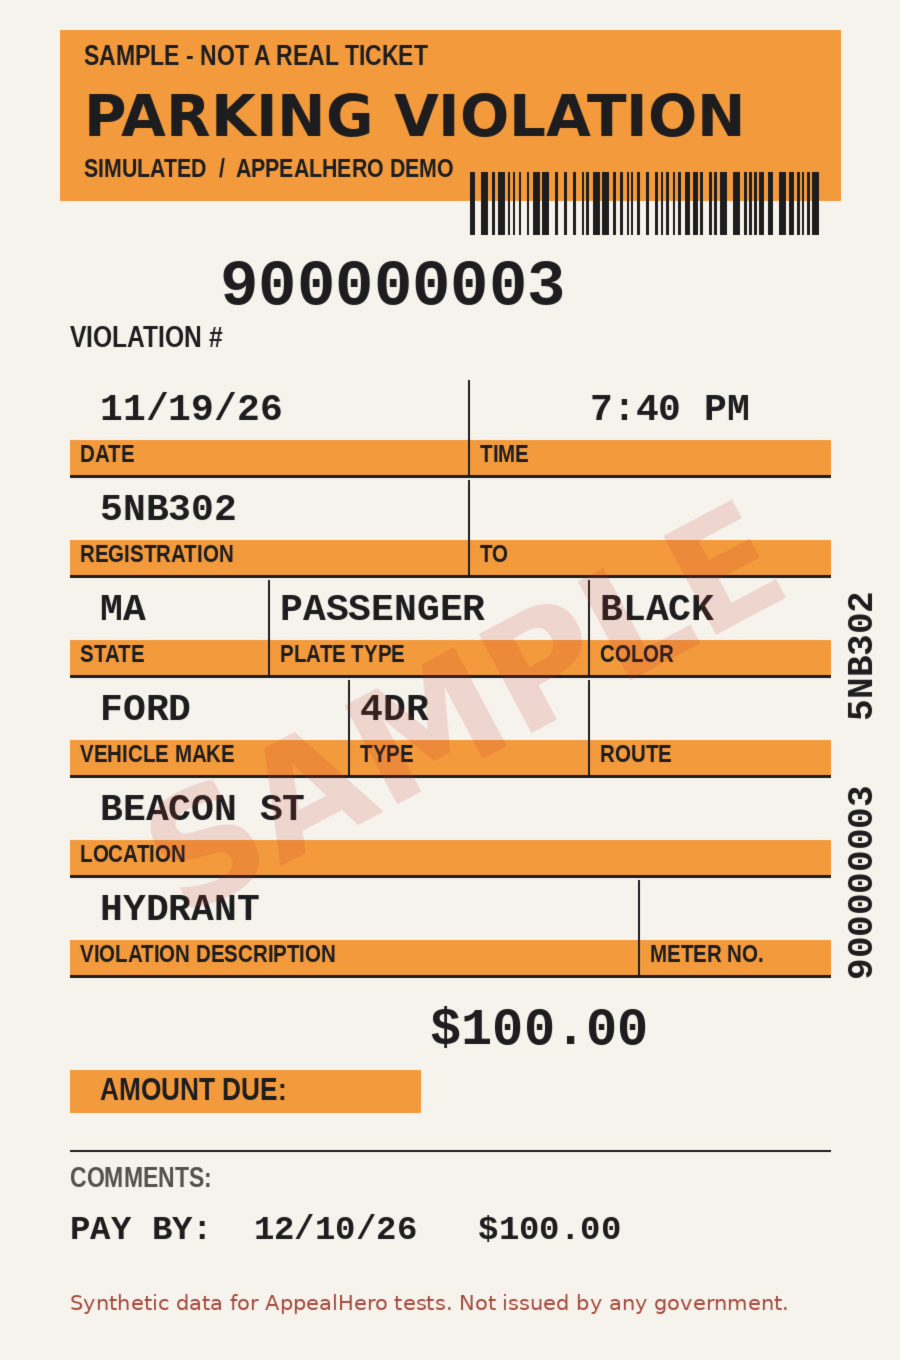 SAMPLE - NOT A REAL TICKET
PARKING VIOLATION
SIMULATED / APPEALHERO DEMO
900000003
VIOLATION #
11/19/26 7:40 PM
DATE TIME
5NB302
REGISTRATION TO
MA PASSENGER BLACK
STATE PLATE TYPE COLOR
FORD 4DR
VEHICLE MAKE TYPE ROUTE
BEACON ST
LOCATION
HYDRANT
VIOLATION DESCRIPTION METER NO.
$100.00
AMOUNT DUE:
COMMENTS:
PAY BY: 12/10/26 $100.00
Synthetic data for AppealHero tests. Not issued by any government.
5NB302
900000003
SAMPLE